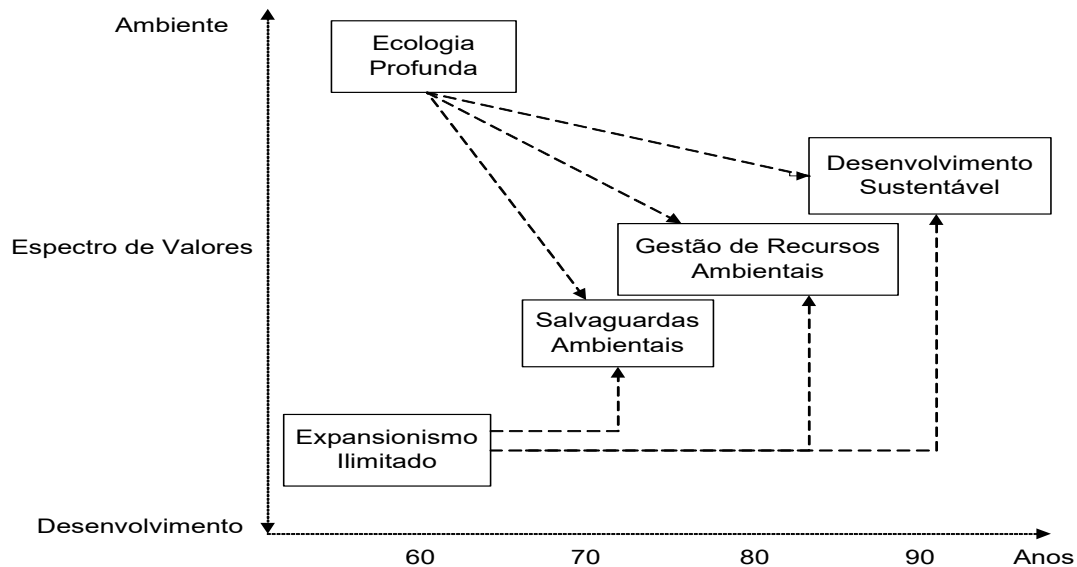 Ambiente
Ecologia
Profunda
Desenvolvimento
Sustentável
Espectro de Valores
Gestão de Recursos
Ambientais
Salvaguardas
Ambientais
Expansionismo
Ilimitado
Desenvolvimento
60 70 80 90 Anos